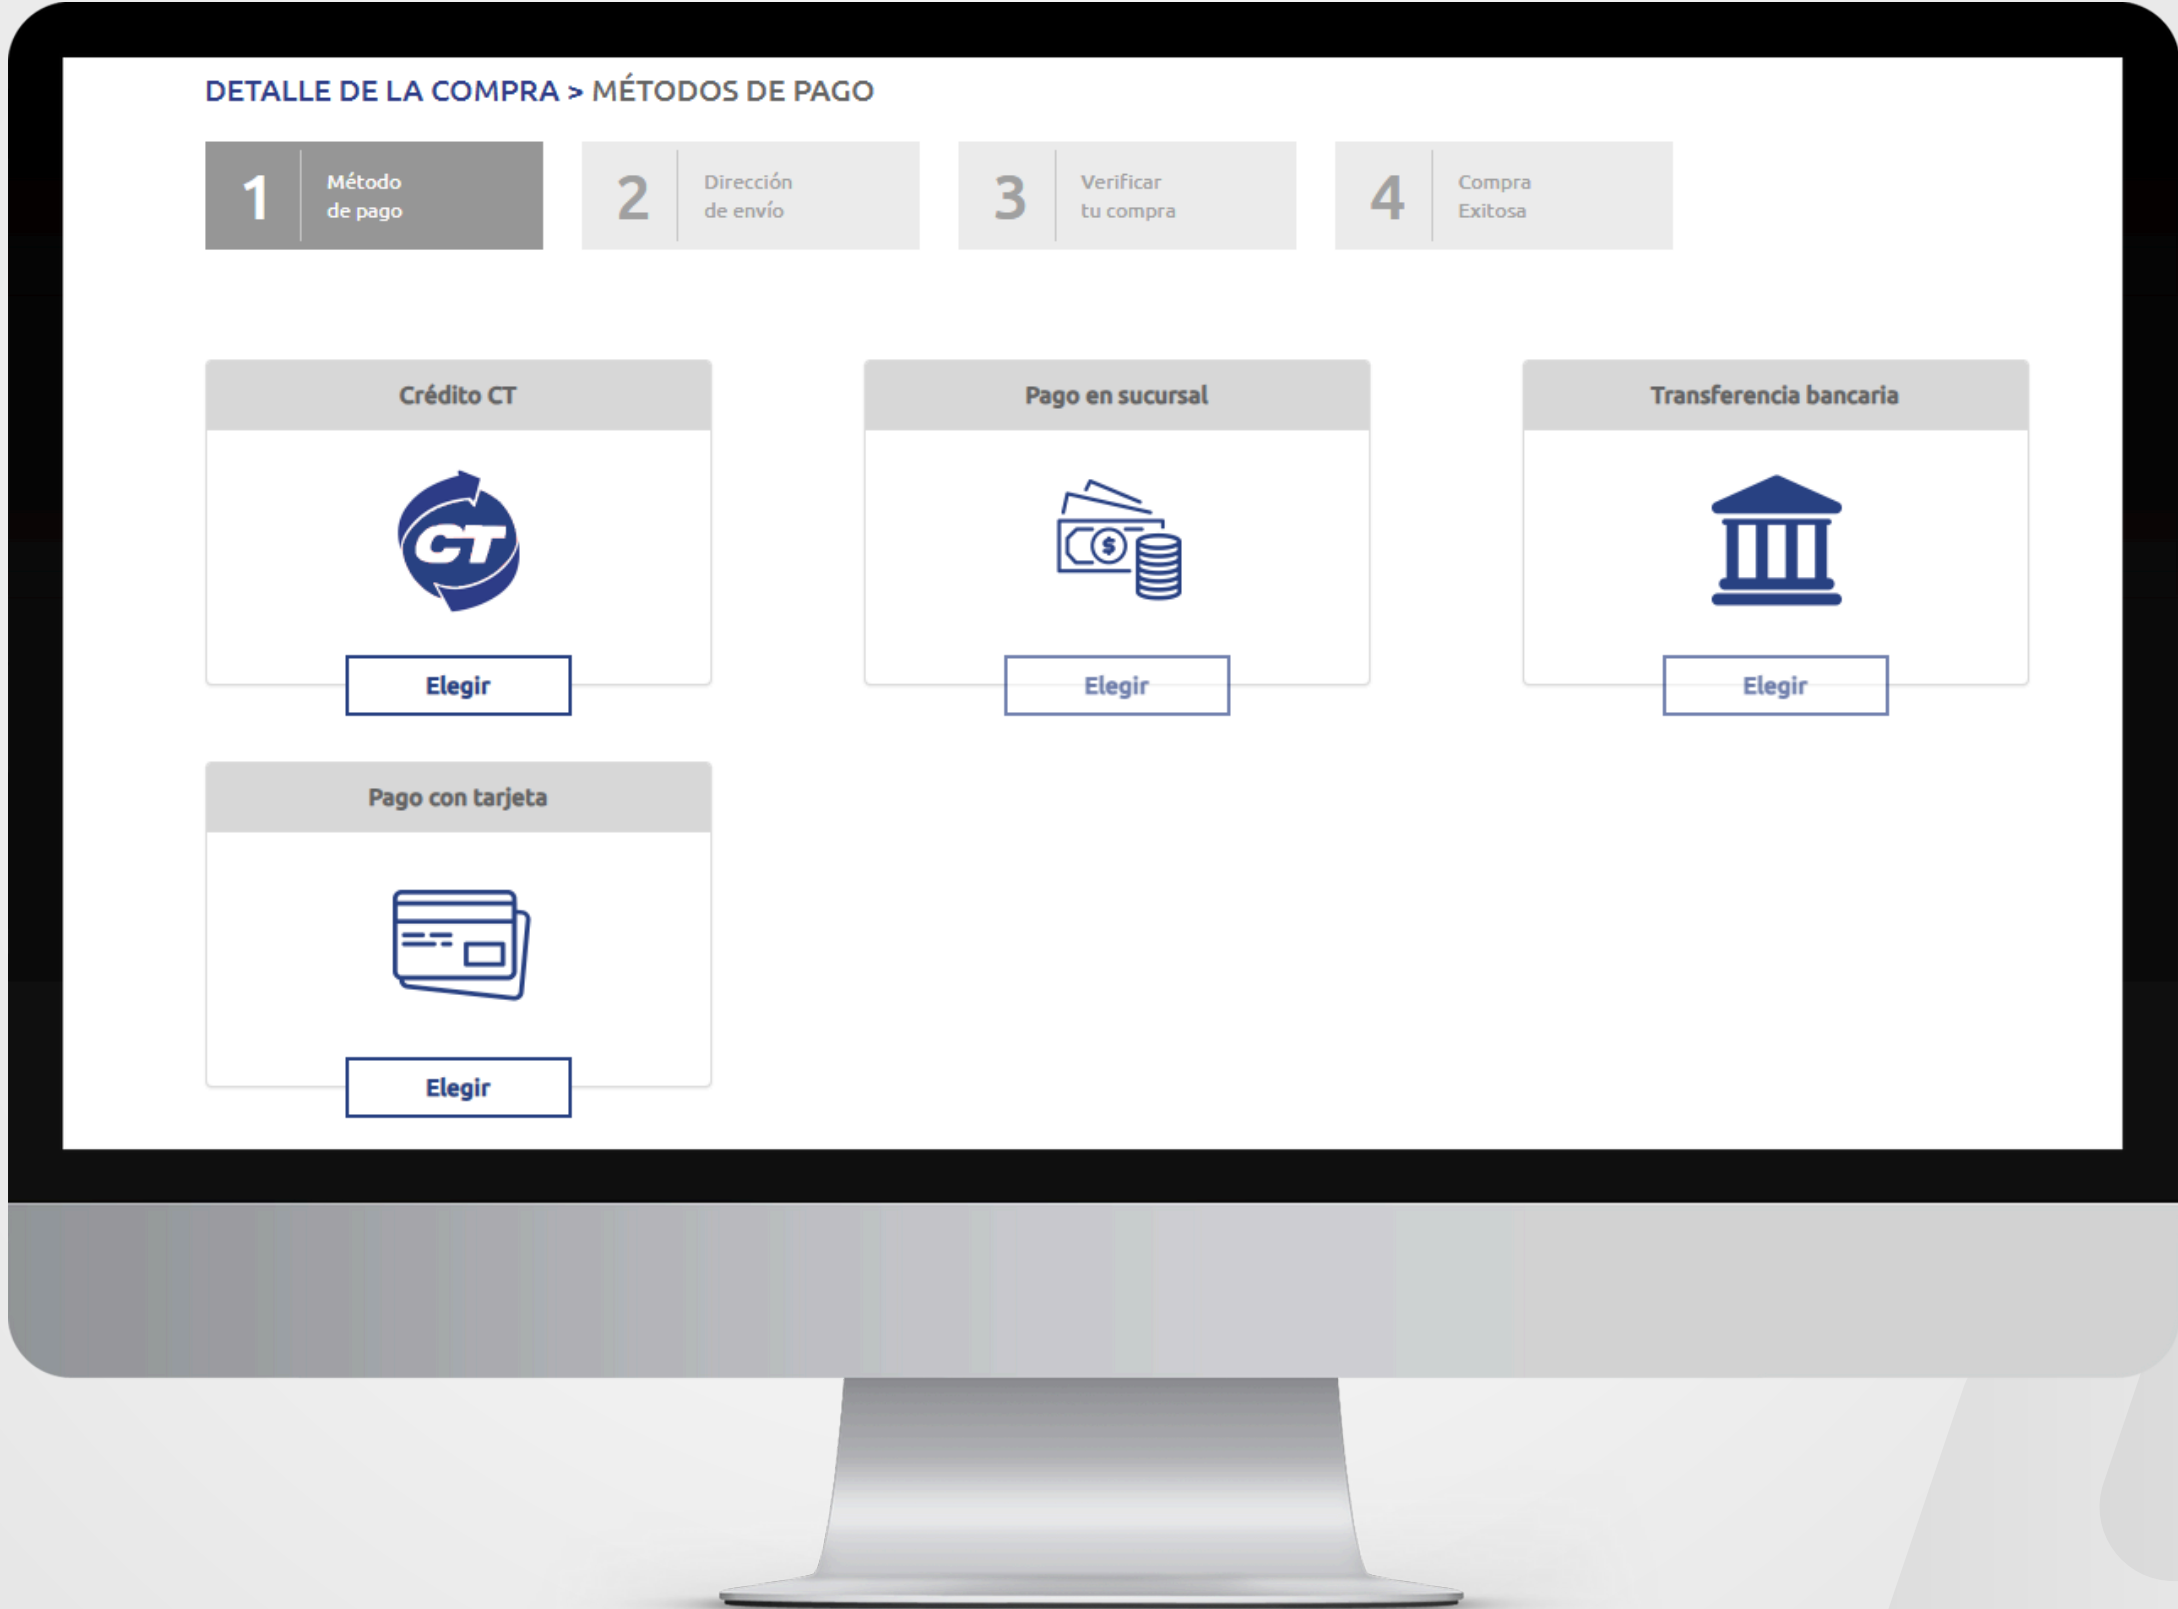 DETALLE DE LA COMPRA > MÉTODOS DE PAGO
1
Método
de pago
2
Dirección
de envío
3
Verificar
tu compra
4
Compra
Exitosa
Crédito CT
CT
Elegir
Pago en sucursal
$
Elegir
Transferencia bancaria
Elegir
Pago con tarjeta
Elegir